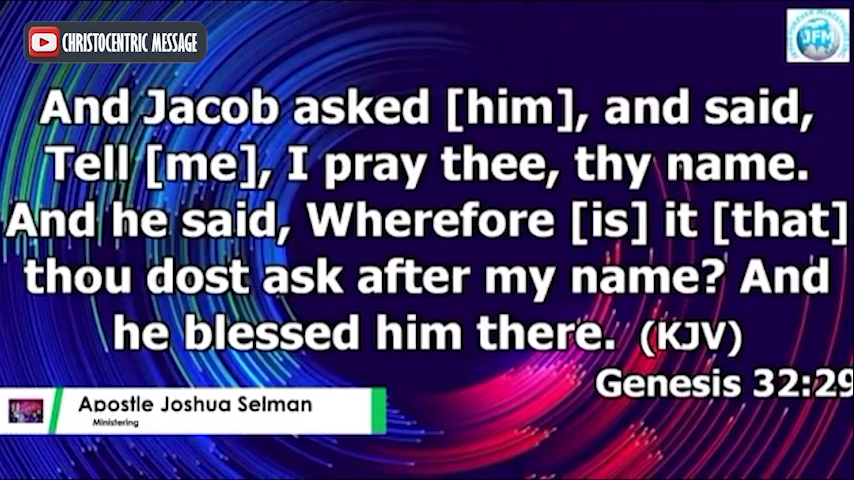 CHRISTOCENTRIC MESSAGE
JFM
And Jacob asked [him], and said,
Tell [me], I pray thee, thy name.
And he said, Wherefore [is] it [that]
thou dost ask after my name? And
he blessed him there. (KJV)
Genesis 32:29
Apostle Joshua Selman
Ministering